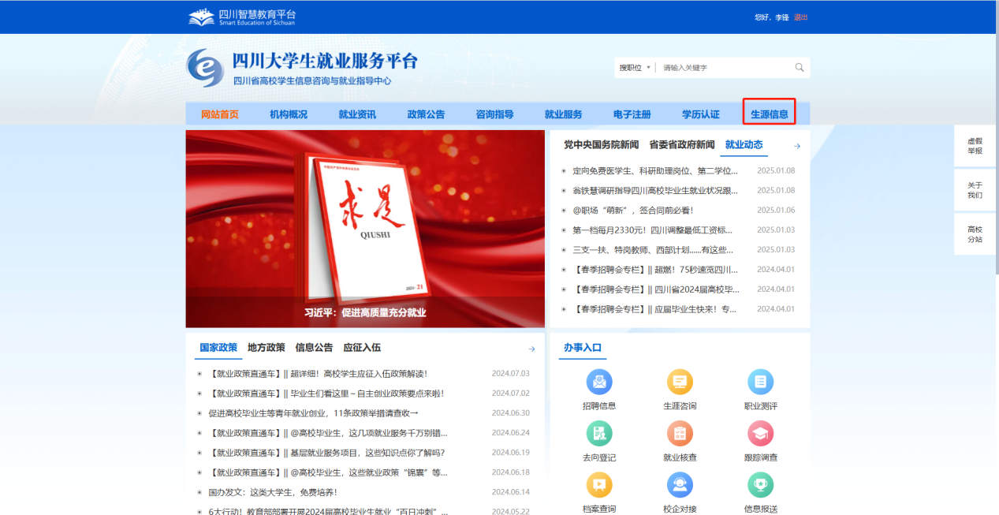 四川智慧教育平台
Smart Education of Sichuan
您好，李锋 退出
四川大学生就业服务平台
四川省高校学生信息咨询与就业指导中心
搜职位 请输入关键字
网站首页 机构概况 就业资讯 政策公告 咨询指导 就业服务 电子注册 学历认证 生源信息
求是
QIUSHI
2024·21
习近平：促进高质量充分就业
党中央国务院新闻 省委省政府新闻 就业动态
定向免费医学生、科研助理岗位、第二学位... 2025.01.08
翁铁慧调研指导四川高校毕业生就业状况跟... 2025.01.08
@职场“萌新”，签合同前必看！ 2025.01.06
第一档每月2330元！四川调整最低工资标... 2025.01.03
三支一扶、特岗教师、西部计划......有这些... 2025.01.03
【春季招聘会专栏】|| 超燃！75秒速览四川... 2024.04.01
【春季招聘会专栏】|| 四川省2024届高校毕... 2024.04.01
【春季招聘会专栏】|| 应届毕业生快来！专... 2024.04.01
虚假
举报
关于
我们
高校
分站
国家政策 地方政策 信息公告 应征入伍
【就业政策直通车】|| 超详细！高校学生应征入伍政策解读！ 2024.07.03
【就业政策直通车】|| 毕业生们看这里～自主创业政策要点来啦！ 2024.07.02
促进高校毕业生等青年就业创业，11条政策举措请查收→ 2024.06.30
【就业政策直通车】|| @高校毕业生，这几项就业服务千万别错... 2024.06.24
【就业政策直通车】|| 基层就业服务项目，这些知识点你了解吗？ 2024.06.19
【就业政策直通车】|| @高校毕业生，这些就业政策“锦囊”等... 2024.06.18
国办发文：这类大学生，免费培养！ 2024.06.14
6大行动！教育部部署开展2024届高校毕业生就业“百日冲刺”... 2024.05.22
办事入口
招聘信息 生涯咨询 职业测评
去向登记 就业核查 跟踪调查
档案查询 校企对接 信息报送